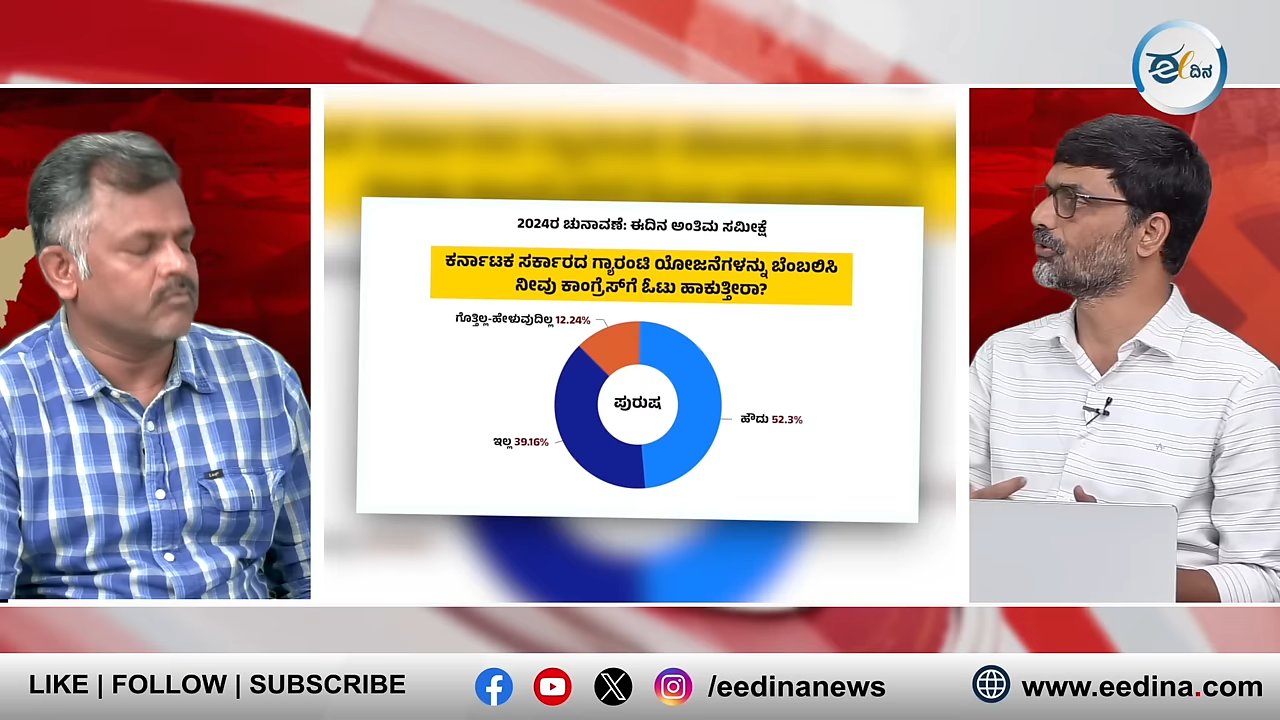 ಈ ದಿನ
2024ರ ಚುನಾವಣೆ: ಈದಿನ ಅಂತಿಮ ಸಮೀಕ್ಷೆ
ಕರ್ನಾಟಕ ಸರ್ಕಾರದ ಗ್ಯಾರಂಟಿ ಯೋಜನೆಗಳನ್ನು ಬೆಂಬಲಿಸಿ
ನೀವು ಕಾಂಗ್ರೆಸ್‌ಗೆ ಓಟು ಹಾಕುತ್ತೀರಾ?
ಗೊತ್ತಿಲ್ಲ-ಹೇಳುವುದಿಲ್ಲ 12.24%
ಪುರುಷ
ಹೌದು 52.3%
ಇಲ್ಲ 39.16%
LIKE | FOLLOW | SUBSCRIBE
/eedinanews
www.eedina.com